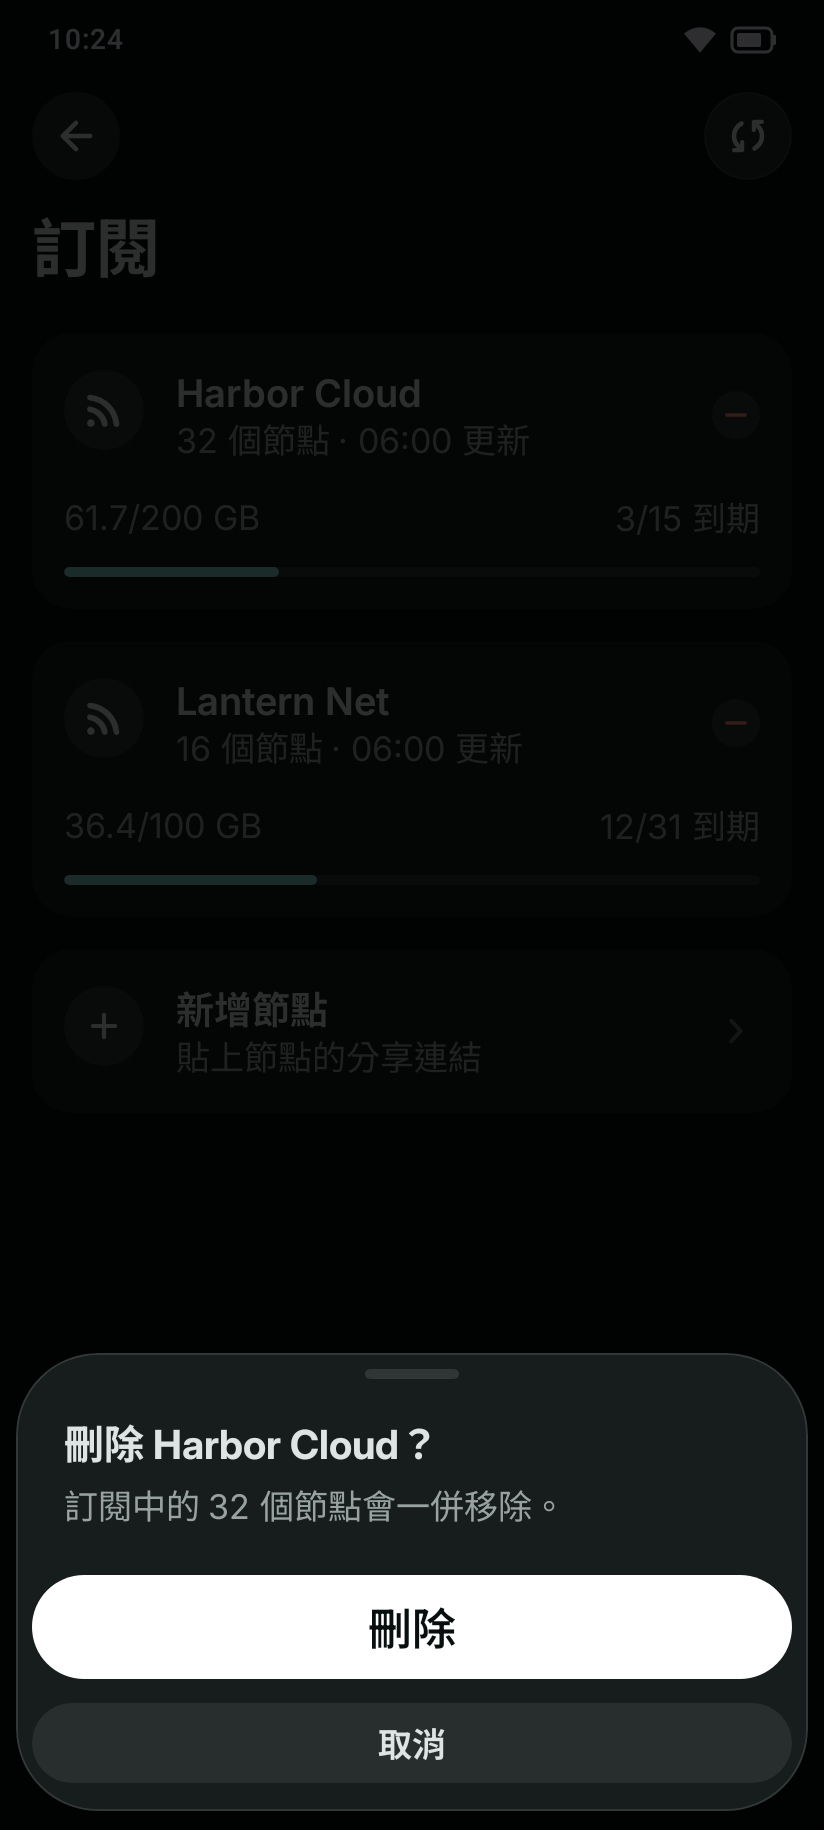 10:24
訂閱
Harbor Cloud
32 個節點 · 06:00 更新
61.7/200 GB
3/15 到期
Lantern Net
16 個節點 · 06:00 更新
36.4/100 GB
12/31 到期
新增節點
貼上節點的分享連結
刪除 Harbor Cloud？
訂閱中的 32 個節點會一併移除。
刪除
取消